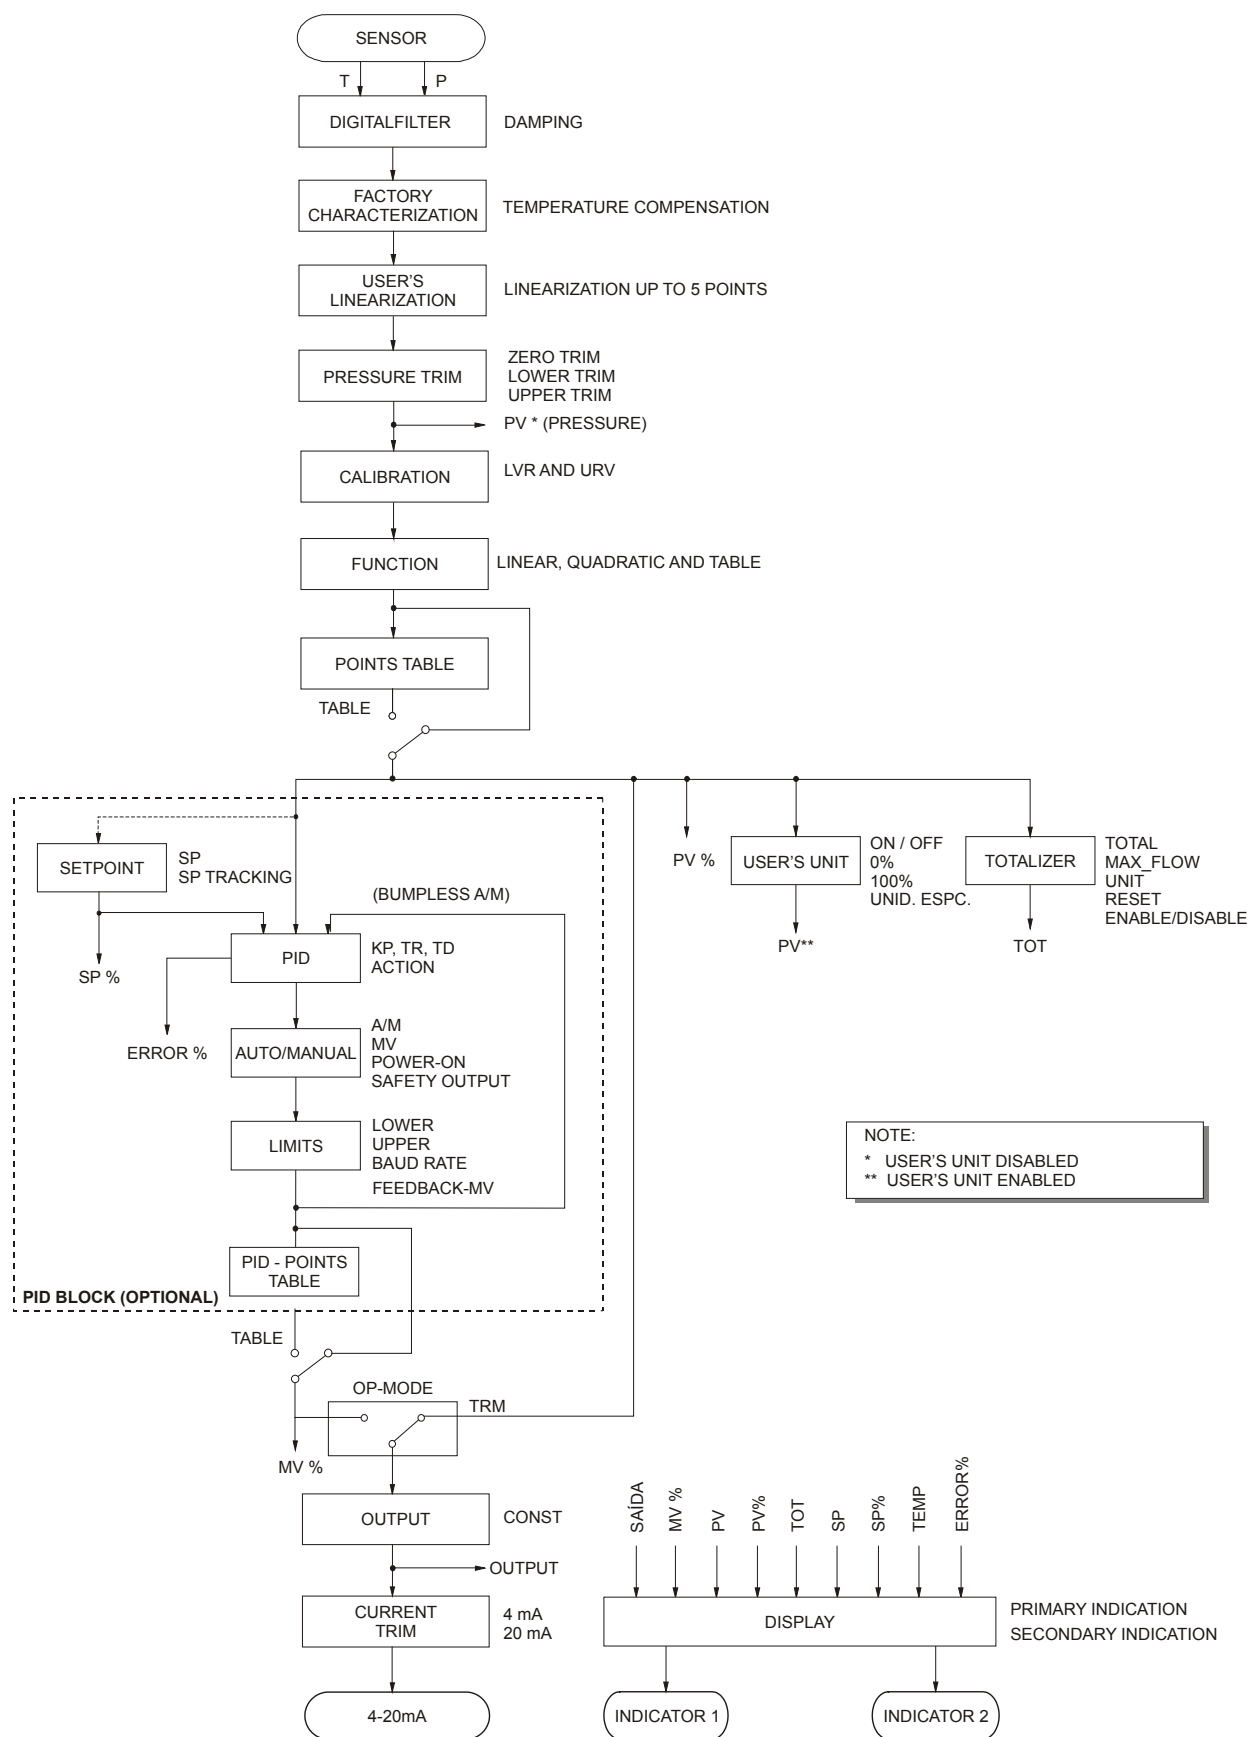 SENSOR
T
P
DIGITALFILTER
DAMPING
FACTORY
CHARACTERIZATION
TEMPERATURE COMPENSATION
USER'S
LINEARIZATION
LINEARIZATION UP TO 5 POINTS
PRESSURE TRIM
ZERO TRIM
LOWER TRIM
UPPER TRIM
PV * (PRESSURE)
CALIBRATION
LVR AND URV
FUNCTION
LINEAR, QUADRATIC AND TABLE
POINTS TABLE
TABLE
SETPOINT
SP
SP TRACKING
(BUMPLESS A/M)
SP %
PID
KP, TR, TD
ACTION
ERROR %
AUTO/MANUAL
A/M
MV
POWER-ON
SAFETY OUTPUT
LIMITS
LOWER
UPPER
BAUD RATE
FEEDBACK-MV
PID - POINTS
TABLE
PID BLOCK (OPTIONAL)
PV %
USER'S UNIT
ON / OFF
0%
100%
UNID. ESPC.
PV**
TOTALIZER
TOTAL
MAX_FLOW
UNIT
RESET
ENABLE/DISABLE
TOT
NOTE:
* USER'S UNIT DISABLED
** USER'S UNIT ENABLED
TABLE
OP-MODE
TRM
MV %
OUTPUT
CONST
OUTPUT
CURRENT
TRIM
4 mA
20 mA
4-20mA
SAÍDA
MV %
PV
PV%
TOT
SP
SP%
TEMP
ERROR%
DISPLAY
PRIMARY INDICATION
SECONDARY INDICATION
INDICATOR 1
INDICATOR 2